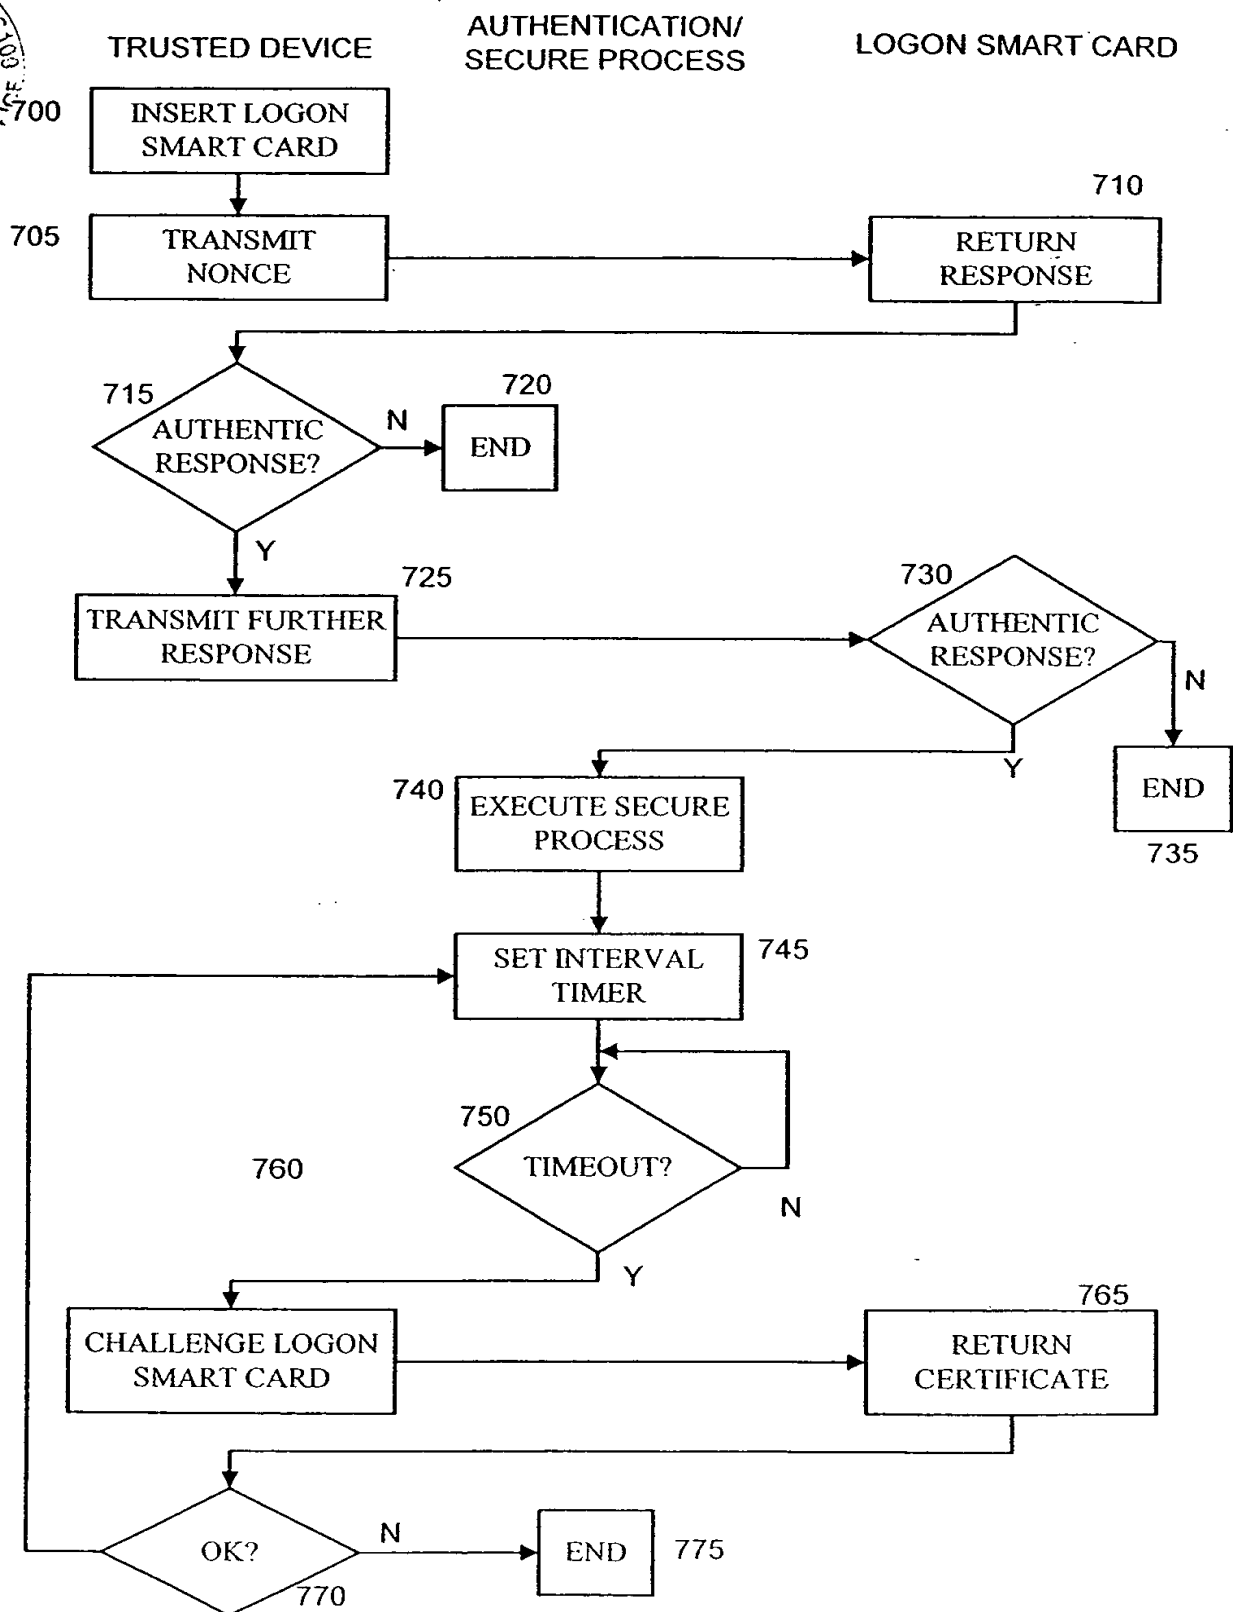 TRUSTED DEVICE
AUTHENTICATION/
SECURE PROCESS
LOGON SMART CARD
700
INSERT LOGON
SMART CARD
705
TRANSMIT
NONCE
710
RETURN
RESPONSE
715
AUTHENTIC
RESPONSE?
N
720
END
Y
725
TRANSMIT FURTHER
RESPONSE
730
AUTHENTIC
RESPONSE?
N
Y
END
735
740
EXECUTE SECURE
PROCESS
745
SET INTERVAL
TIMER
750
TIMEOUT?
N
760
Y
CHALLENGE LOGON
SMART CARD
765
RETURN
CERTIFICATE
OK?
N
770
END
775